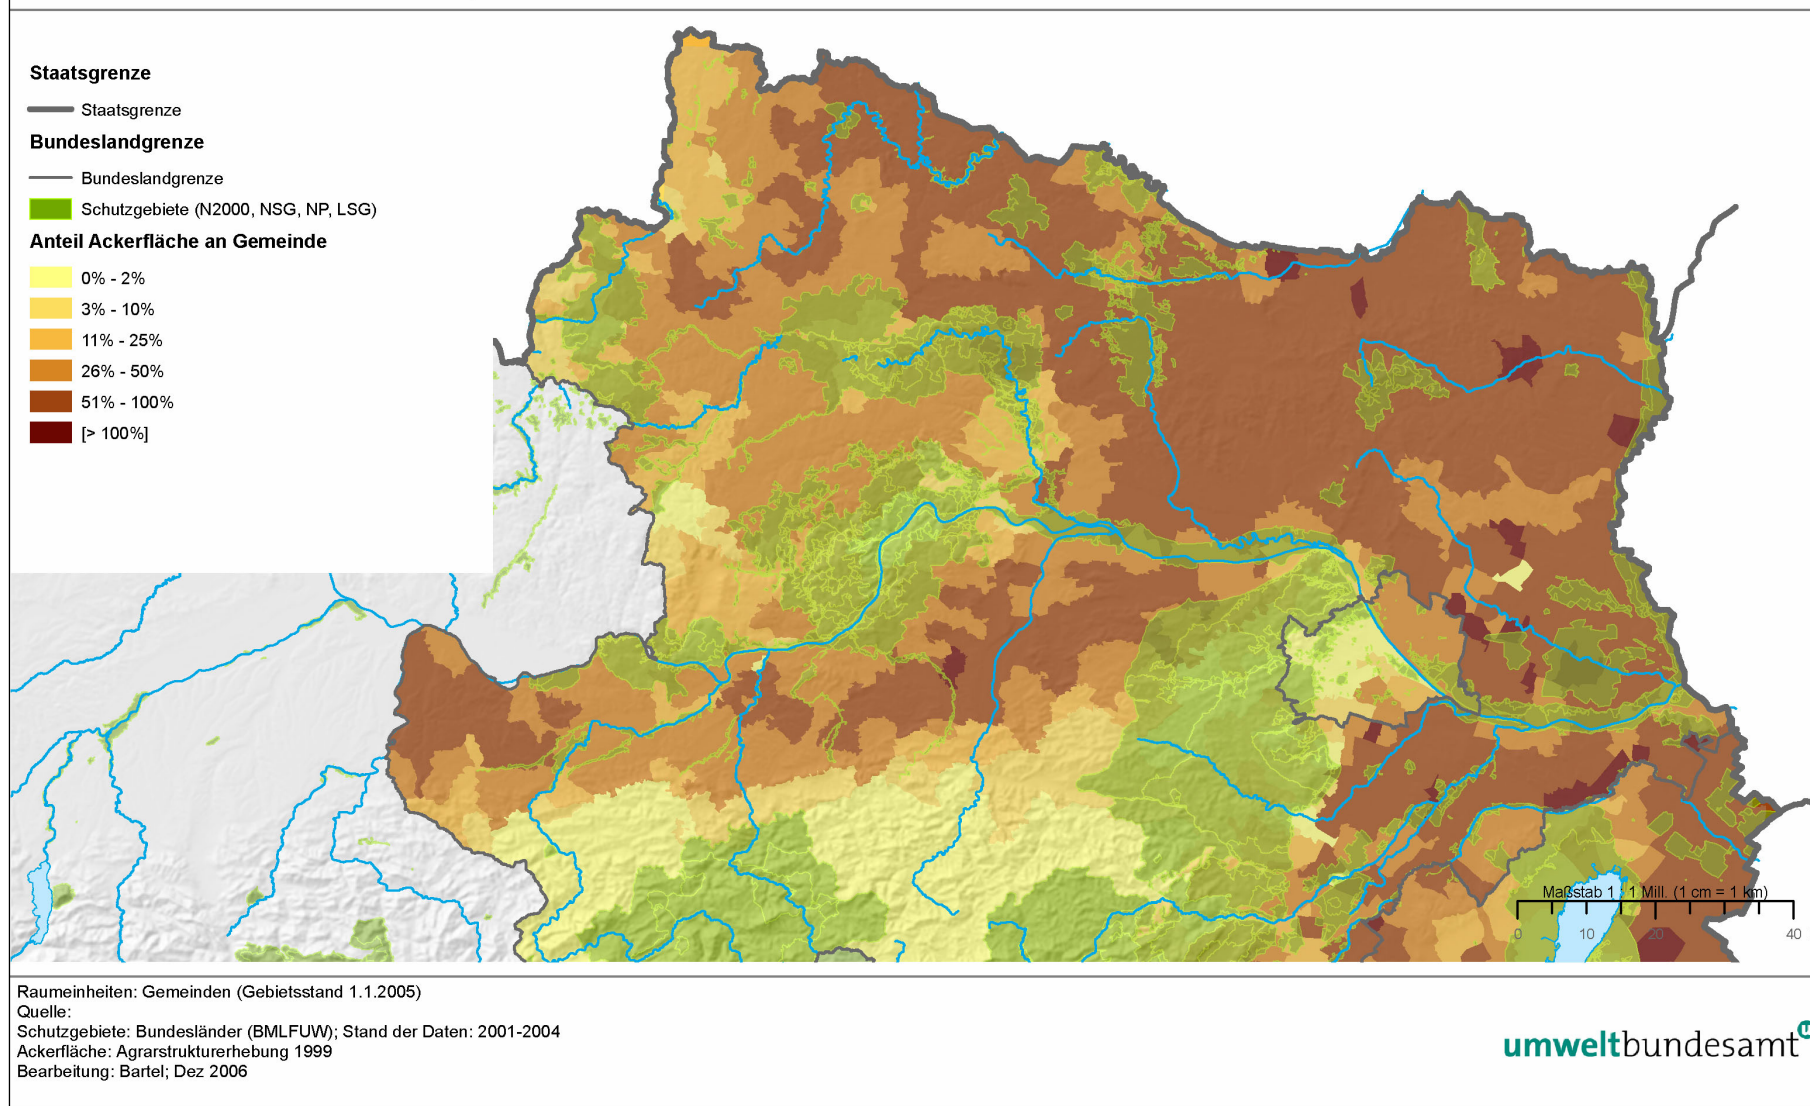 Staatsgrenze
Staatsgrenze
Bundeslandgrenze
Bundeslandgrenze
Schutzgebiete (N2000, NSG, NP, LSG)
Anteil Ackerfläche an Gemeinde
0% - 2%
3% - 10%
11% - 25%
26% - 50%
51% - 100%
[> 100%]
Maßstab 1 : 1 Mill. (1 cm = 1 km)
0 10 20 40
Raumeinheiten: Gemeinden (Gebietsstand 1.1.2005)
Quelle:
Schutzgebiete: Bundesländer (BMLFUW); Stand der Daten: 2001-2004
Ackerfläche: Agrarstrukturerhebung 1999
Bearbeitung: Bartel; Dez 2006
umweltbundesamt u